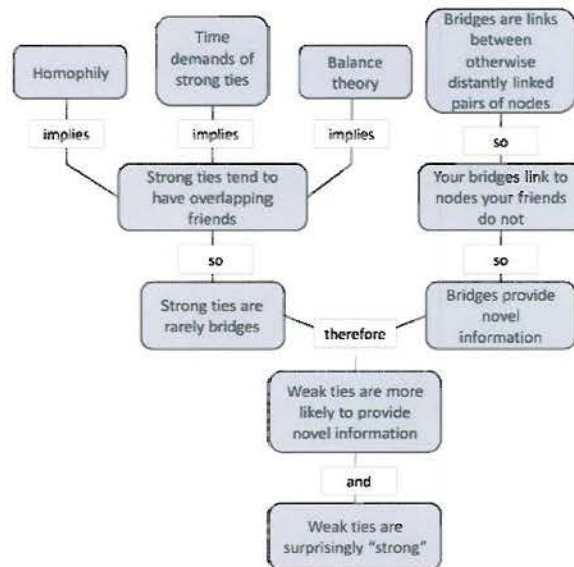 Homophily
Time
demands of
strong ties
Balance
theory
Bridges are links
between
otherwise
distantly linked
pairs of nodes
implies
implies
implies
so
Strong ties tend to
have overlapping
friends
Your bridges link to
nodes your friends
do not
so
so
Strong ties are
rarely bridges
Bridges provide
novel
information
therefore
Weak ties are more
likely to provide
novel information
and
Weak ties are
surprisingly “strong”